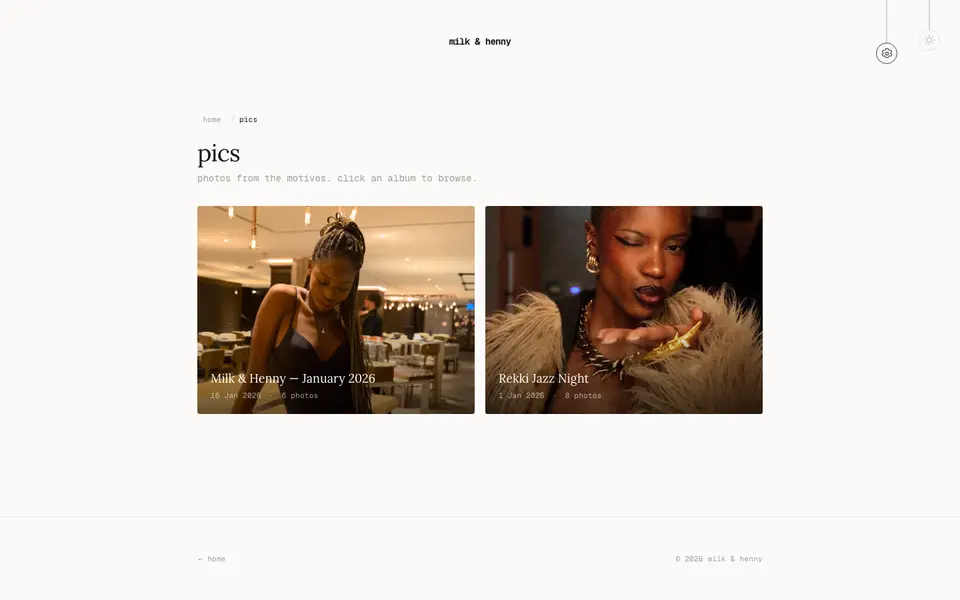 milk & henny
home / pics
pics
photos from the motives. click an album to browse.
Milk & Henny — January 2026
16 Jan 2026 · 6 photos
Rekki Jazz Night
1 Jan 2026 · 8 photos
← home
© 2026 milk & henny